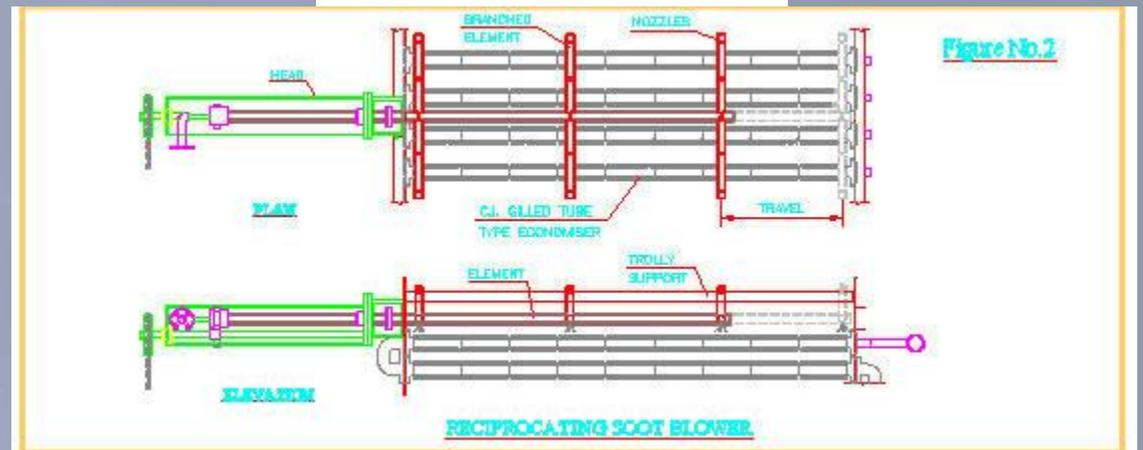 BRANCHED
ELEMENT
NOZZLES
Figure No.2
HEAD
PLAN
C.I. GILLED TUBE
TYPE ECONOMISER
TRAVEL
ELEMENT
TROLLY
SUPPORT
ELEVATION
RECIPROCATING SOOT BLOWER